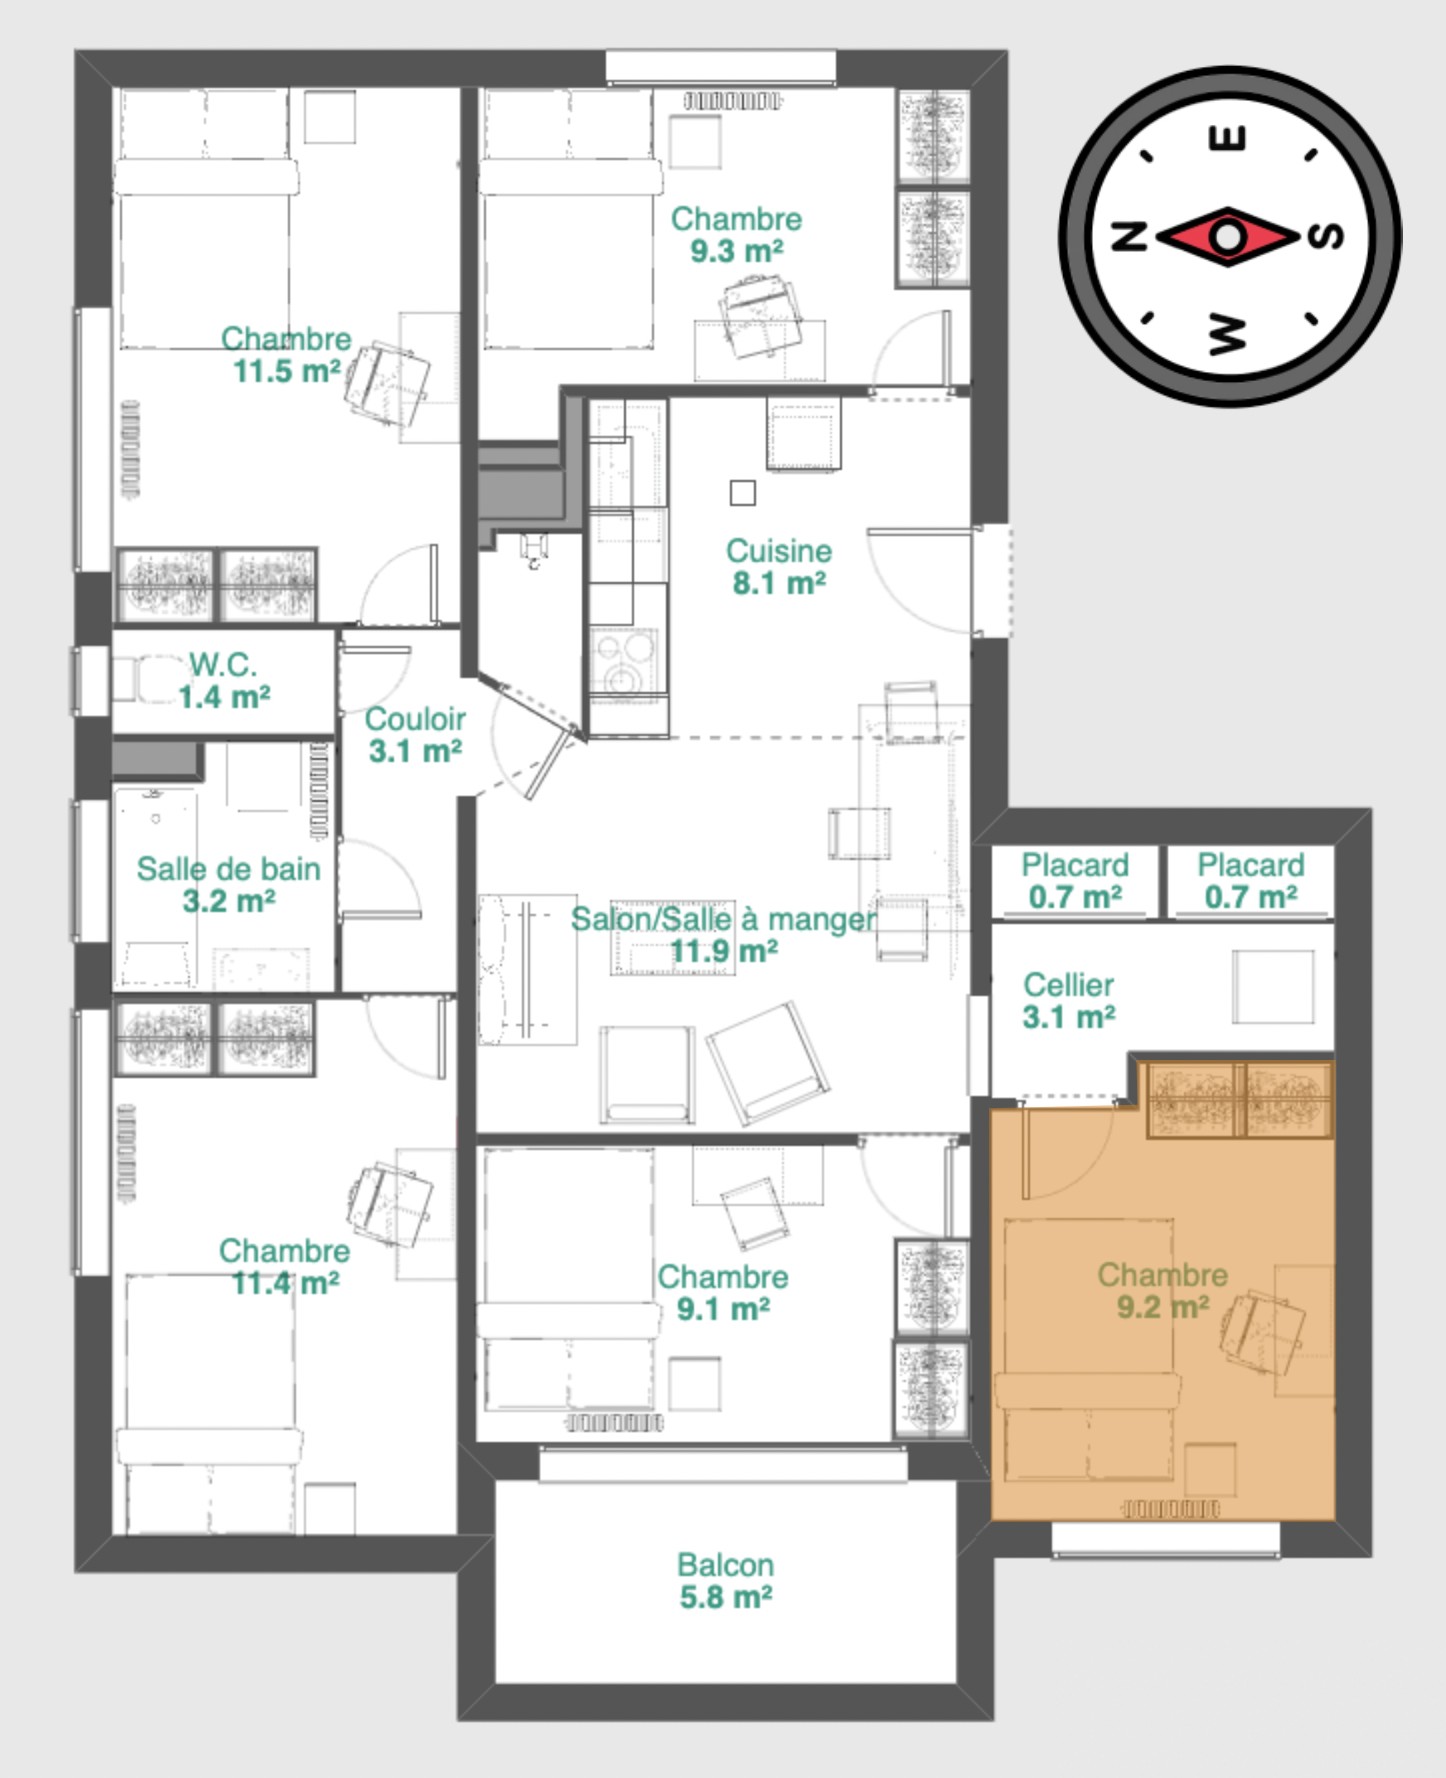 E
N
S
W
Chambre
9.3 m²
Chambre
11.5 m²
Cuisine
8.1 m²
W.C.
1.4 m²
Couloir
3.1 m²
Salle de bain
3.2 m²
Placard
0.7 m²
Placard
0.7 m²
Salon/Salle à manger
11.9 m²
Cellier
3.1 m²
Chambre
11.4 m²
Chambre
9.1 m²
Chambre
9.2 m²
Balcon
5.8 m²